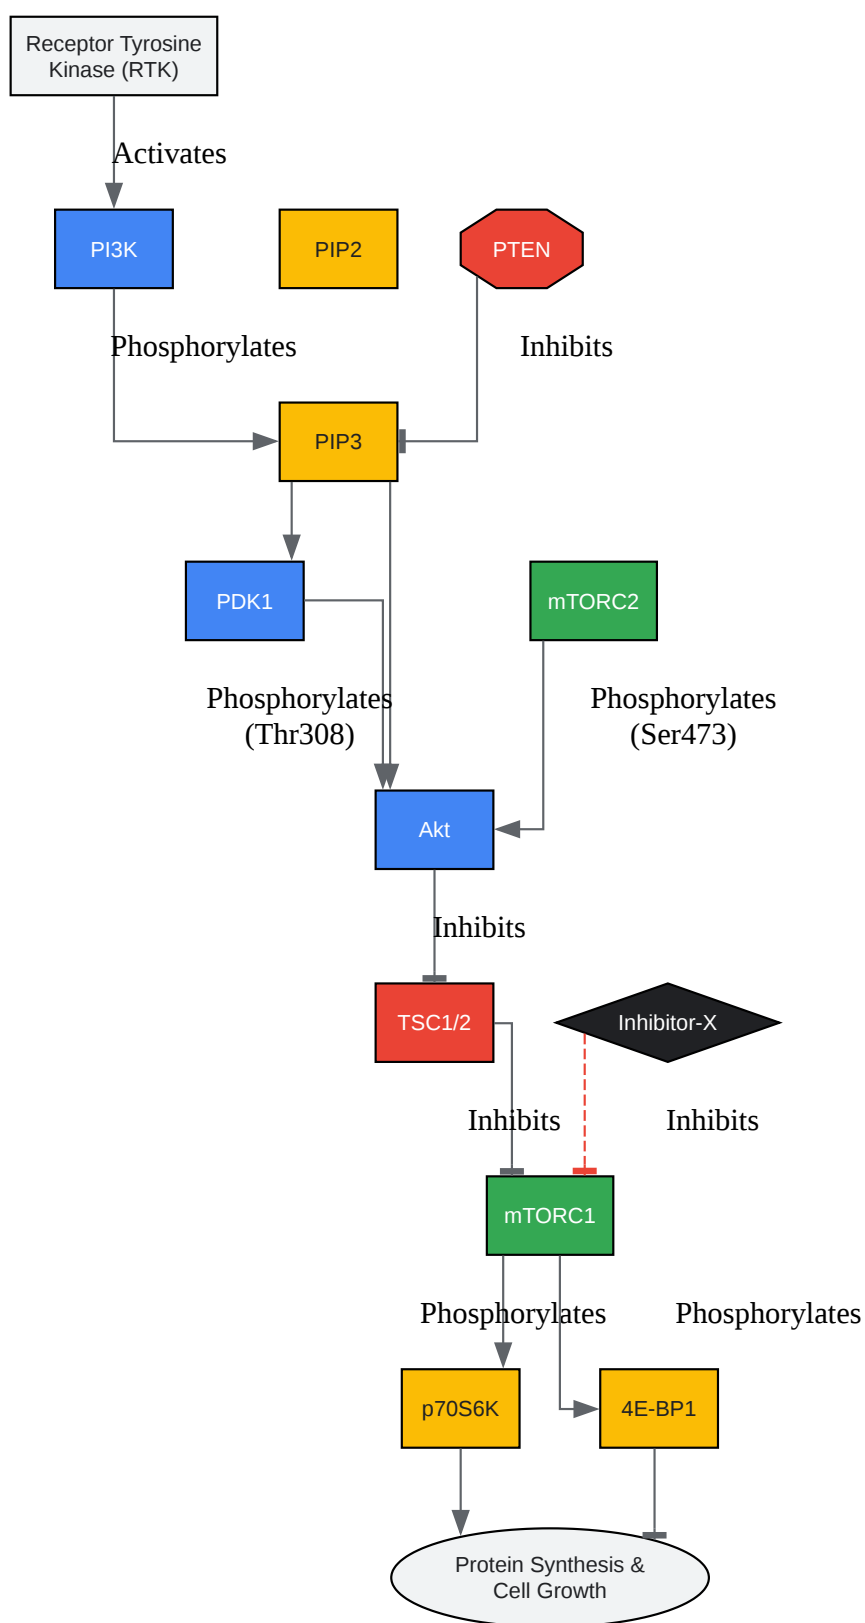 Receptor Tyrosine
Kinase (RTK)
Activates
PI3K
PIP2
PTEN
Phosphorylates
Inhibits
PIP3
PDK1
mTORC2
Phosphorylates
(Thr308)
Phosphorylates
(Ser473)
Akt
Inhibits
TSC1/2
Inhibitor-X
Inhibits
Inhibits
mTORC1
Phosphorylates
Phosphorylates
p70S6K
4E-BP1
Protein Synthesis &
Cell Growth